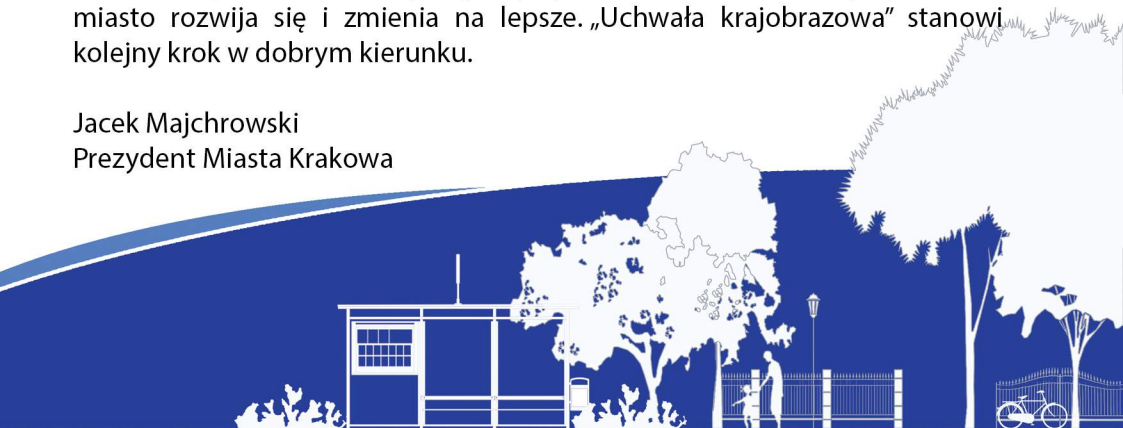 miasto rozwija się i zmienia na lepsze. „Uchwała krajobrazowa” stanowi
kolejny krok w dobrym kierunku.
Jacek Majchrowski
Prezydent Miasta Krakowa